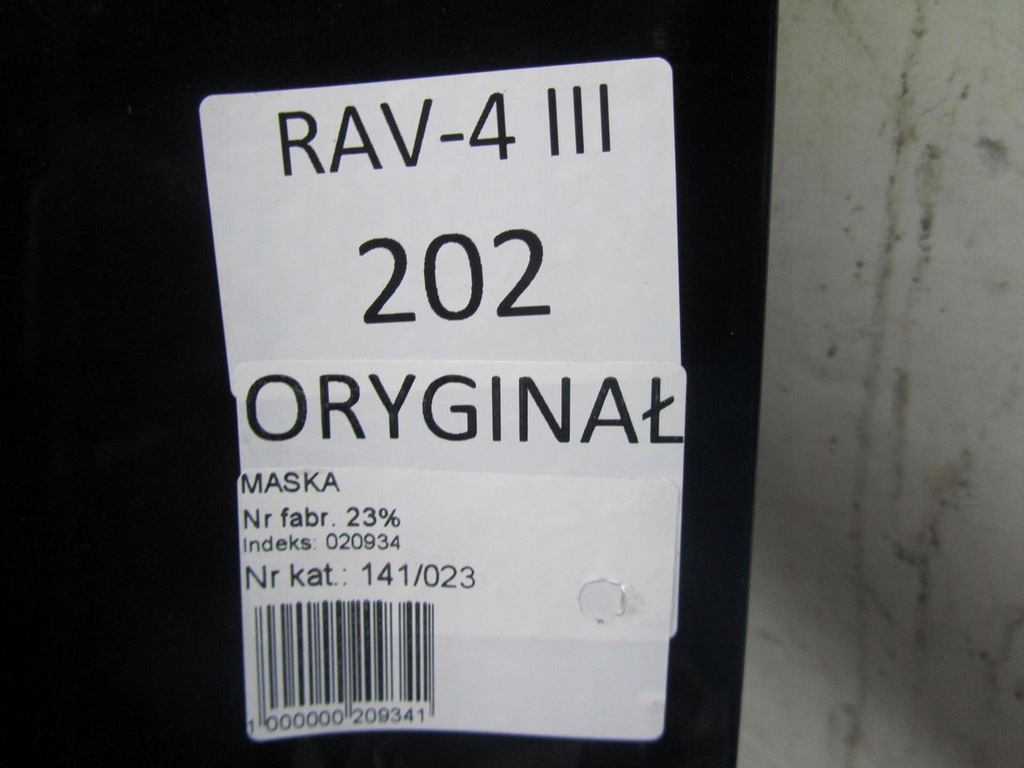 RAV-4 III
202
ORYGINAŁ
MASKA
Nr fabr. 23%
Indeks: 020934
Nr kat.: 141/023
1 000000 209341